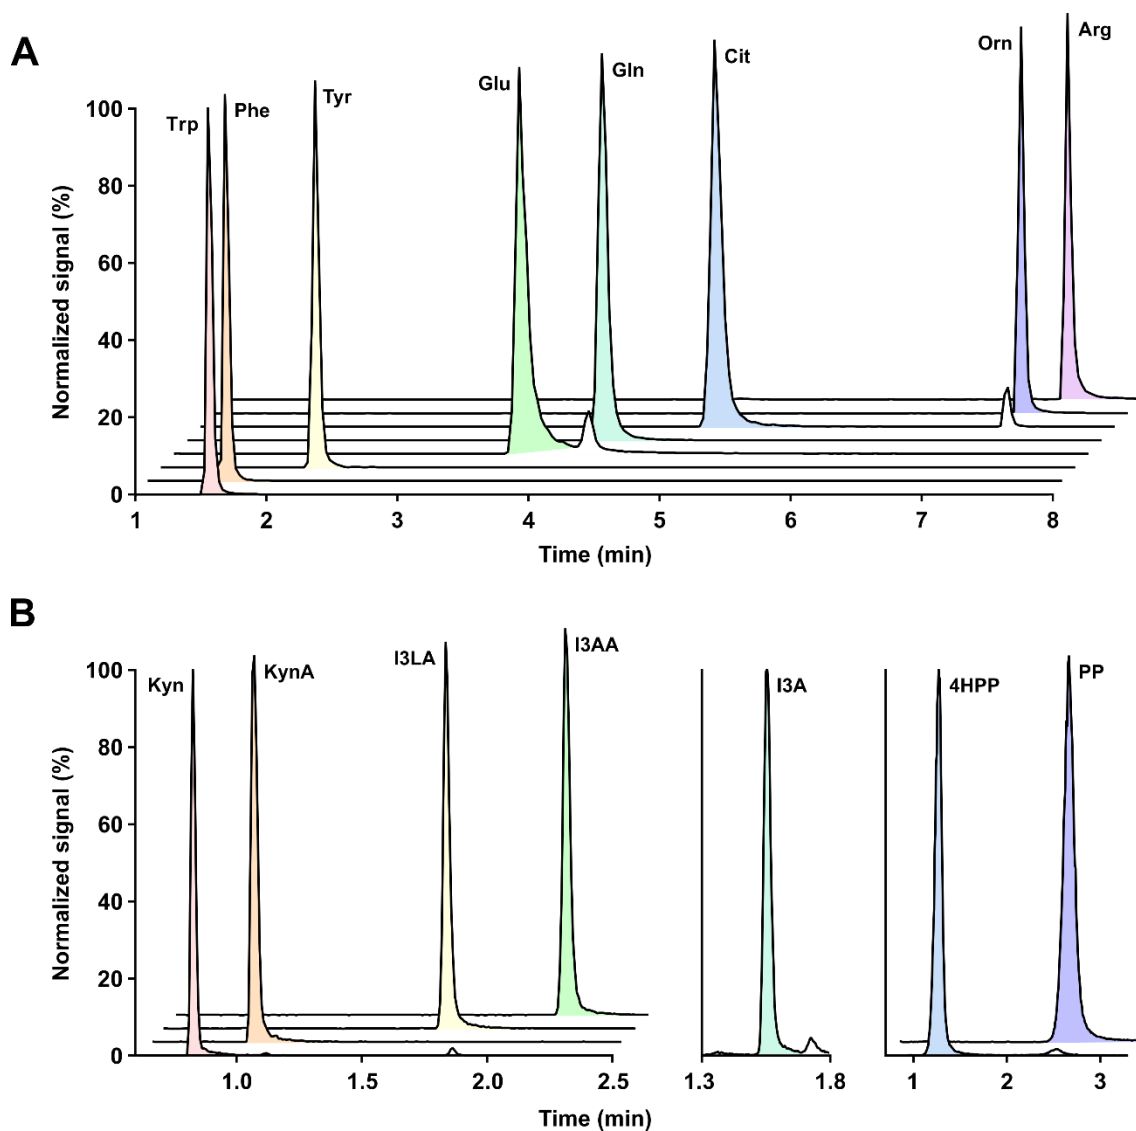 A
Trp
Phe
Tyr
Glu
Gln
Cit
Orn
Arg
Normalized signal (%)
100
80
60
40
20
0
1 2 3 4 5 6 7 8
Time (min)
B
Kyn
KynA
I3LA
I3AA
I3A
4HPP
PP
Normalized signal (%)
100
80
60
40
20
0
1.0 1.5 2.0 2.5 1.3 1.8 1 2 3
Time (min)